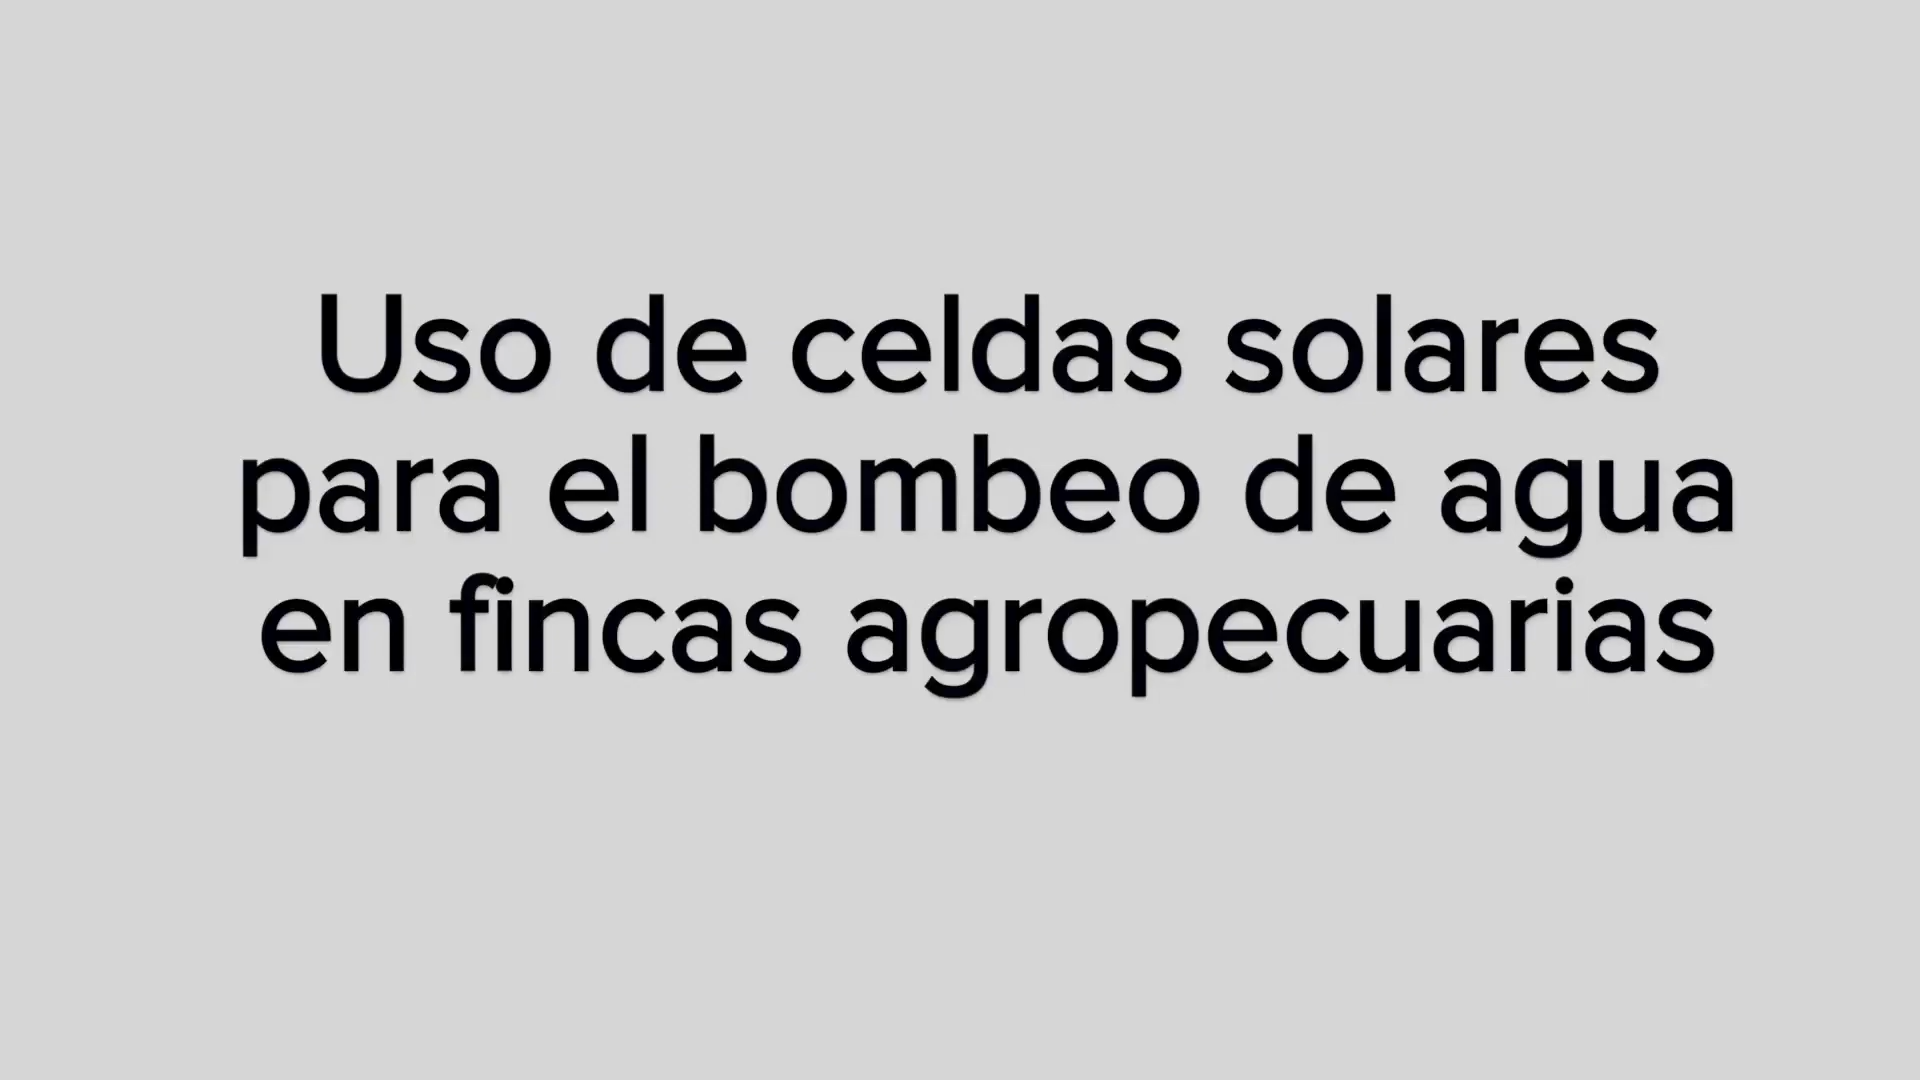 Uso de celdas solares
para el bombeo de agua
en fincas agropecuarias